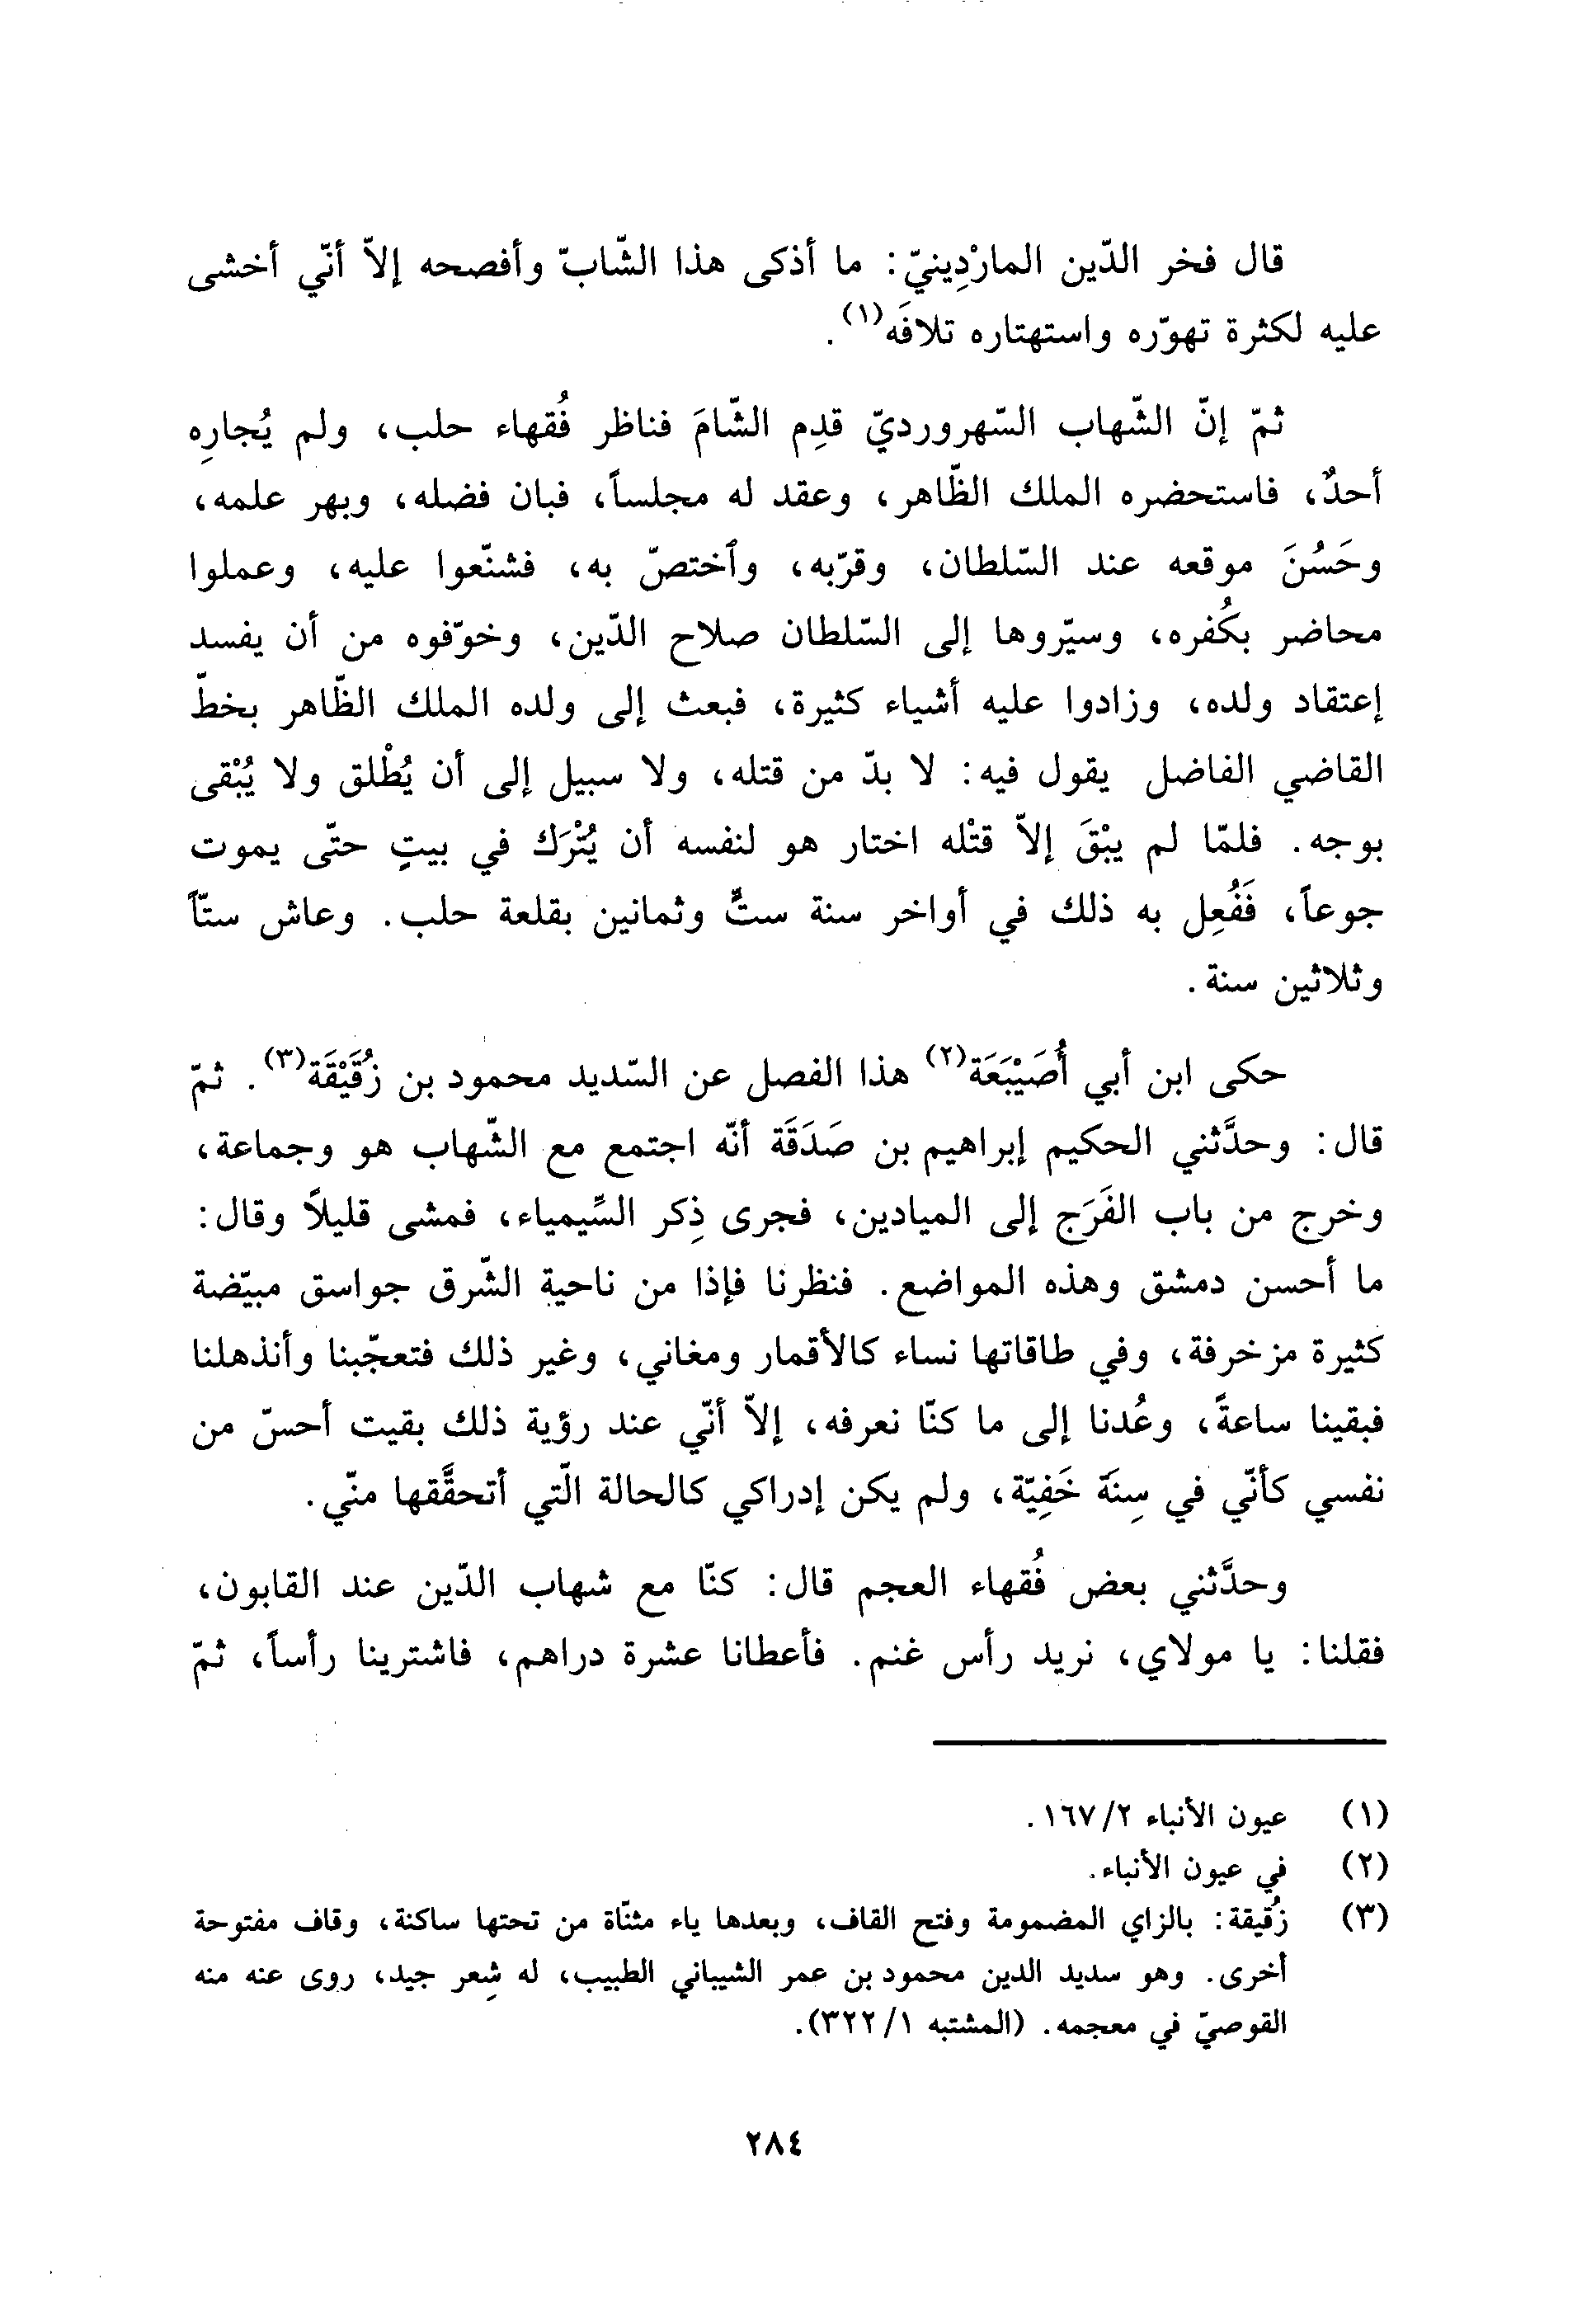 قال فخر الدّين الماردِينيّ: ما أذكى هذا الشّابّ وأفصحه إلاّ أنّي أخشى
عليه لكثرة تهوّره واستهتاره تلافَه(١).
ثمّ إنّ الشّهاب السّهرورديّ قدِم الشّامَ فناظر فُقهاء حلب، ولم يُجارِه
أحدٌ، فاستحضره الملك الظّاهر، وعقد له مجلساً، فبان فضله، وبهر علمه،
وحَسُنَ موقعه عند السّلطان، وقرّبه، وٱختصّ به، فشنّعوا عليه، وعملوا
محاضر بكُفره، وسيّروها إلى السّلطان صلاح الدّين، وخوّفوه من أن يفسد
إعتقاد ولده، وزادوا عليه أشياء كثيرة، فبعث إلى ولده الملك الظّاهر بخطّ
القاضي الفاضل يقول فيه: لا بدّ من قتله، ولا سبيل إلى أن يُطْلق ولا يُبْقى
بوجه. فلمّا لم يبْقَ إلاّ قتْله اختار هو لنفسه أن يُتْرَك في بيتٍ حتّى يموت
جوعاً، فَفُعِل به ذلك في أواخر سنة ستٌّ وثمانين بقلعة حلب. وعاش ستّاً
وثلاثين سنة.
حكى ابن أبي أُصَيْبَعَة(٢) هذا الفصل عن السّديد محمود بن زُقَيْقَة(٣). ثمّ
قال: وحدَّثني الحكيم إبراهيم بن صَدَقَة أنّه اجتمع مع الشّهاب هو وجماعة،
وخرج من باب الفَرَج إلى الميادين، فجرى ذِكر السِّيمياء، فمشى قليلاً وقال:
ما أحسن دمشق وهذه المواضع. فنظرنا فإذا من ناحية الشّرق جواسق مبيّضة
كثيرة مزخرفة، وفي طاقاتها نساء كالأقمار ومغاني، وغير ذلك فتعجّبنا وأنذهلنا
فبقينا ساعةً، وعُدنا إلى ما كنّا نعرفه، إلاّ أنّي عند رؤية ذلك بقيت أحسّ من
نفسي كأنّي في سِنَة خَفِيّة، ولم يكن إدراكي كالحالة الّتي أتحقَّقها منّي.
وحدَّثني بعض فُقهاء العجم قال: كنّا مع شهاب الدّين عند القابون،
فقلنا: يا مولاي، نريد رأس غنم. فأعطانا عشرة دراهم، فاشترينا رأساً، ثمّ
(١) عيون الأنباء ٢/١٦٧.
(٢) في عيون الأنباء.
(٣) زُقيقة: بالزاي المضمومة وفتح القاف، وبعدها ياء مثنّاة من تحتها ساكنة، وقاف مفتوحة
أخرى. وهو سديد الدين محمود بن عمر الشيباني الطبيب، له شِعر جيد، روى عنه منه
القوصيّ في معجمه. (المشتبه ١/٣٢٢).
٢٨٤